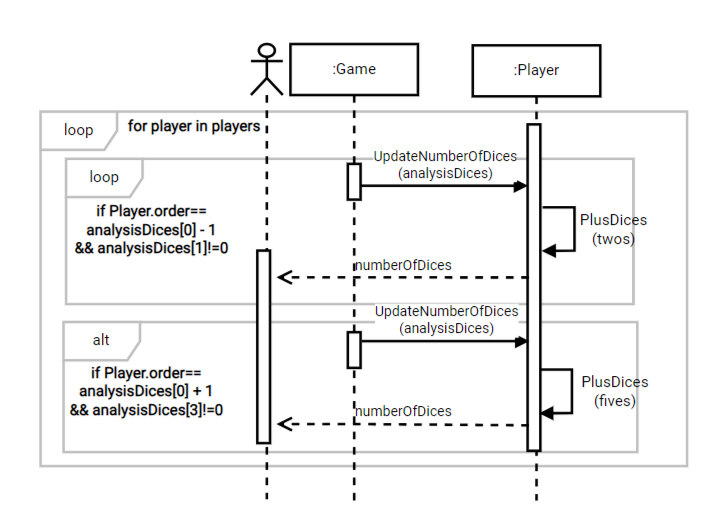 :Game
:Player
loop
for player in players
loop
UpdateNumberOfDices
(analysisDices)
if Player.order==
analysisDices[0] - 1
&& analysisDices[1]!=0
PlusDices
(twos)
numberOfDices
UpdateNumberOfDices
(analysisDices)
alt
if Player.order==
analysisDices[0] + 1
&& analysisDices[3]!=0
PlusDices
(fives)
numberOfDices